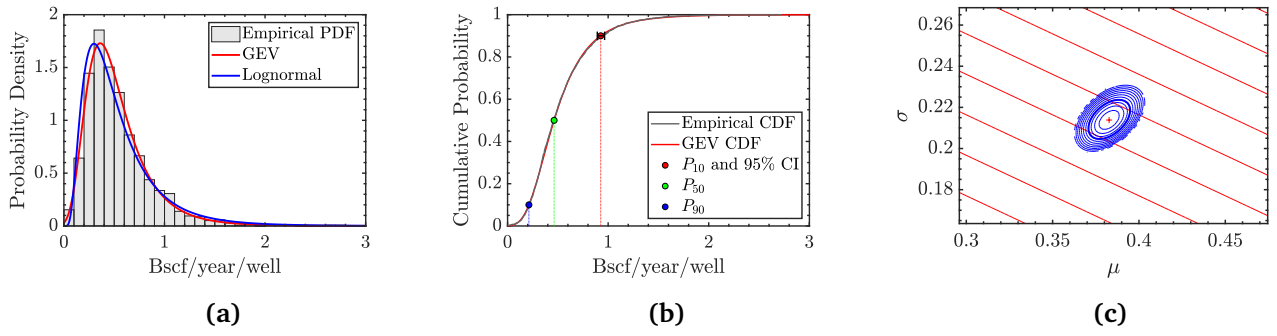 Probability Density
2
1.5
1
0.5
0
0
1
2
3
Bscf/year/well
Empirical PDF
GEV
Lognormal
(a)
Cumulative Probability
1
0.8
0.6
0.4
0.2
0
0
1
2
3
Bscf/year/well
Empirical CDF
GEV CDF
P₁₀ and 95% CI
P₅₀
P₉₀
(b)
σ
0.26
0.24
0.22
0.2
0.18
0.3
0.35
0.4
0.45
μ
(c)